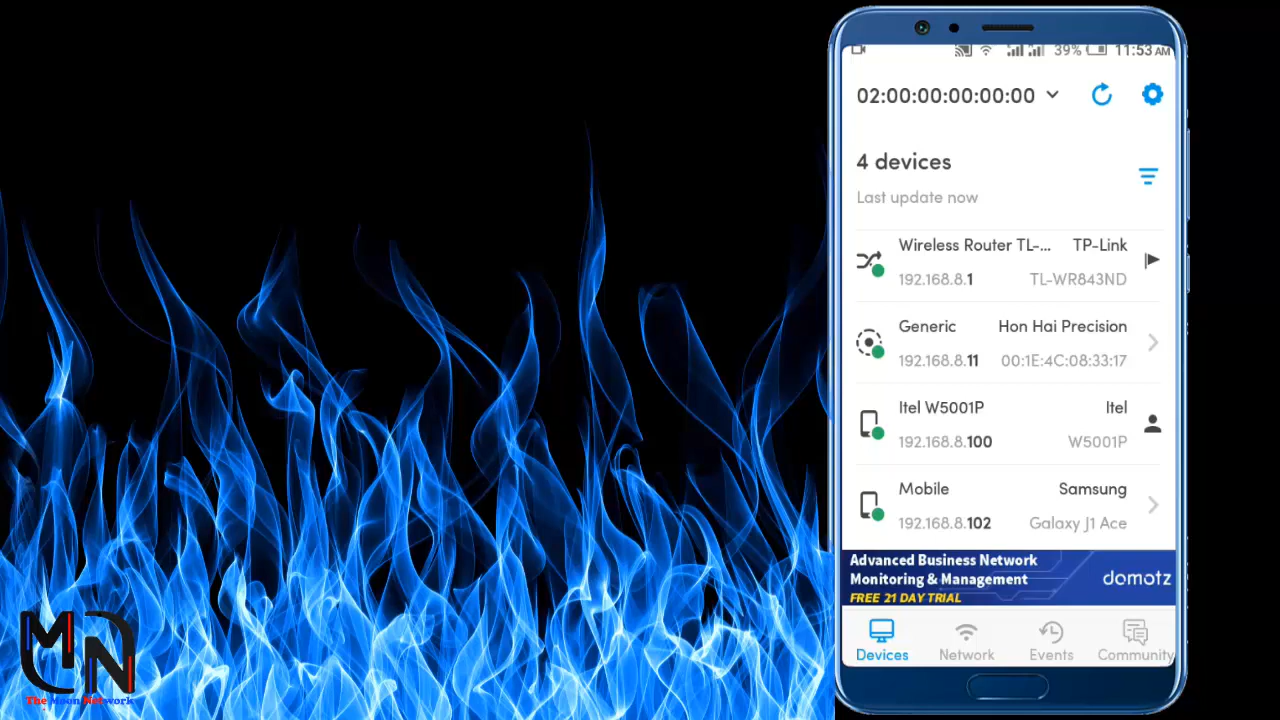 39% 11:53 AM
02:00:00:00:00:00
4 devices
Last update now
Wireless Router TL-... TP-Link
192.168.8.1 TL-WR843ND
Generic Hon Hai Precision
192.168.8.11 00:1E:4C:08:33:17
Itel W5001P Itel
192.168.8.100 W5001P
Mobile Samsung
192.168.8.102 Galaxy J1 Ace
Advanced Business Network
Monitoring & Management
FREE 21 DAY TRIAL
domotz
Devices Network Events Community
MN
The Moon Network